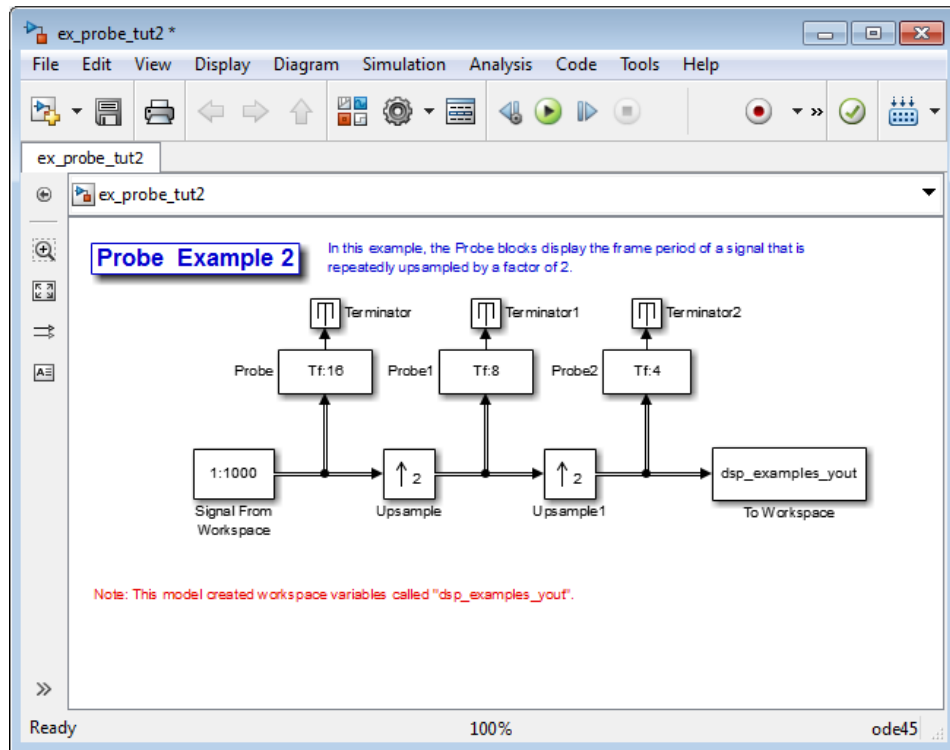 ex_probe_tut2 *
File Edit View Display Diagram Simulation Analysis Code Tools Help
ex_probe_tut2
ex_probe_tut2
Probe Example 2
In this example, the Probe blocks display the frame period of a signal that is
repeatedly upsampled by a factor of 2.
Terminator Terminator1 Terminator2
Probe Tf:16 Probe1 Tf:8 Probe2 Tf:4
1:1000 2 2 dsp_examples_yout
Signal From Upsample Upsample1 To Workspace
Workspace
Note: This model created workspace variables called "dsp_examples_yout".
Ready 100% ode45